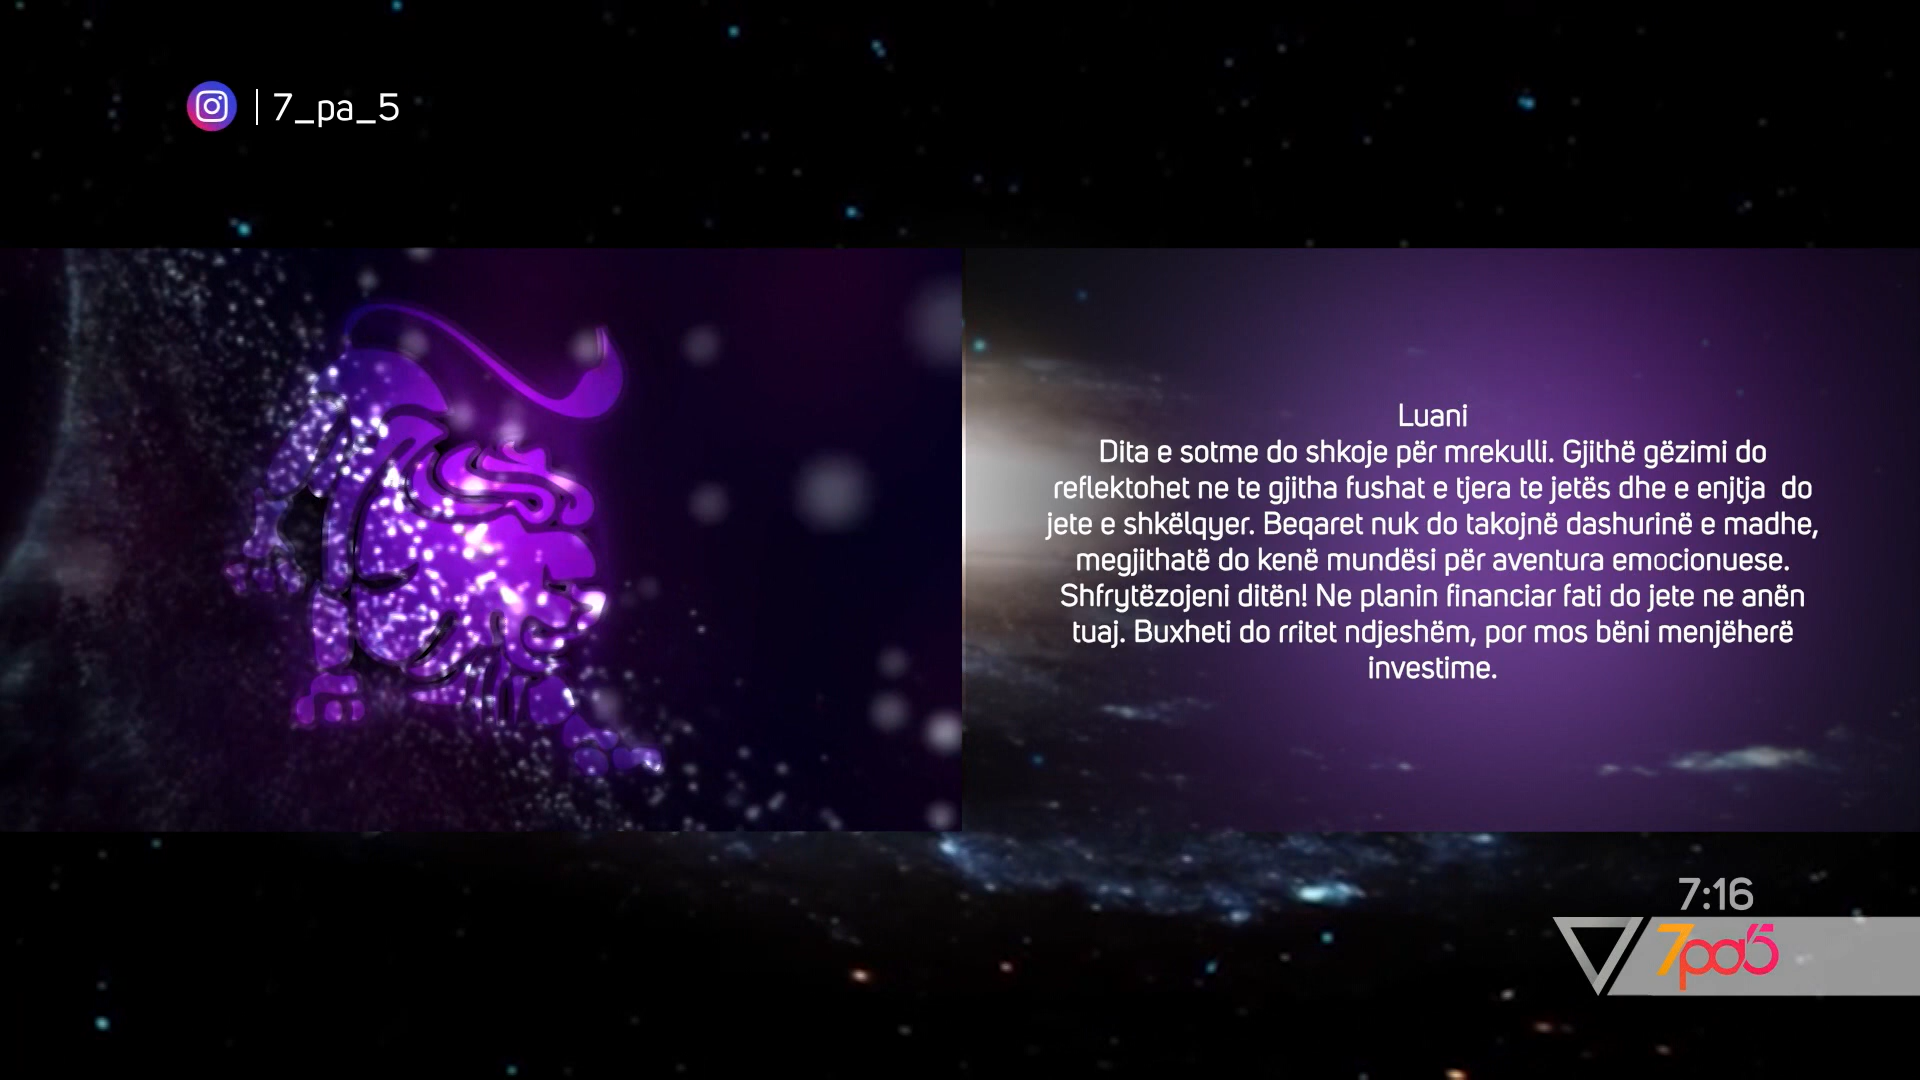 7_pa_5
Luani
Dita e sotme do shkoje për mrekulli. Gjithë gëzimi do
reflektohet ne te gjitha fushat e tjera te jetës dhe e enjtja  do
jete e shkëlqyer. Beqaret nuk do takojnë dashurinë e madhe,
megjithatë do kenë mundësi për aventura emocionuese.
Shfrytëzojeni ditën! Ne planin financiar fati do jete ne anën
tuaj. Buxheti do rritet ndjeshëm, por mos bëni menjëherë
investime.
7:16
7pa5